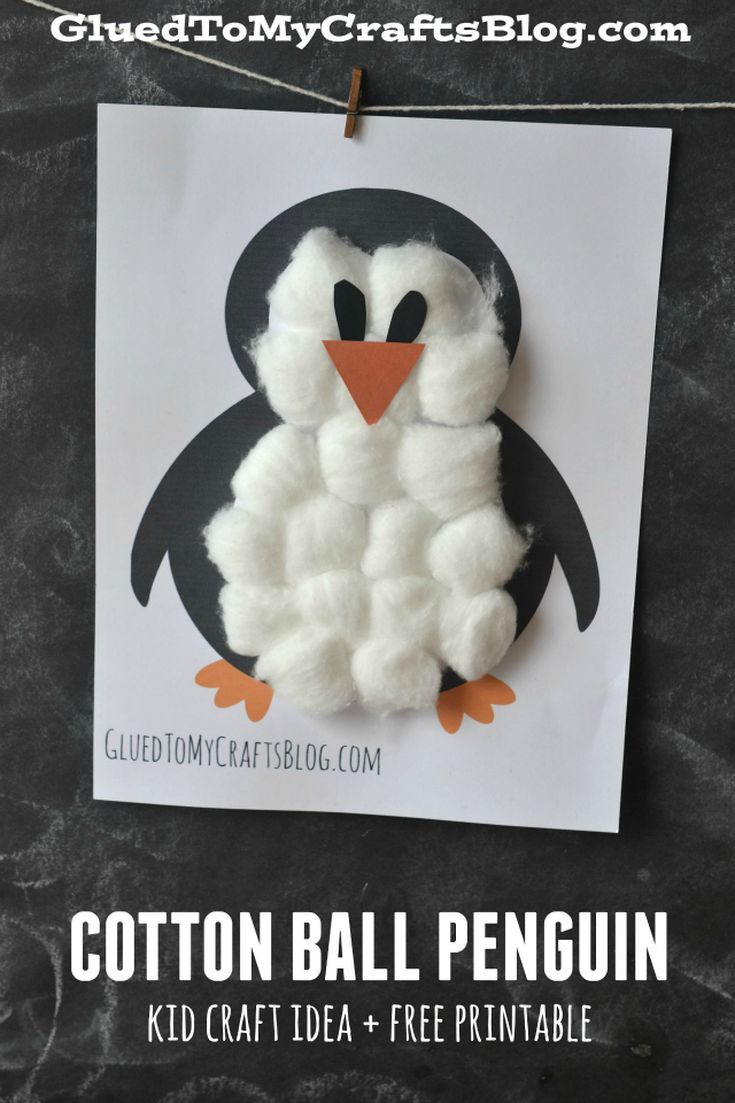 GluedToMyCraftsBlog.com
GluedToMyCraftsBlog.com
COTTON BALL PENGUIN
KID CRAFT IDEA + FREE PRINTABLE